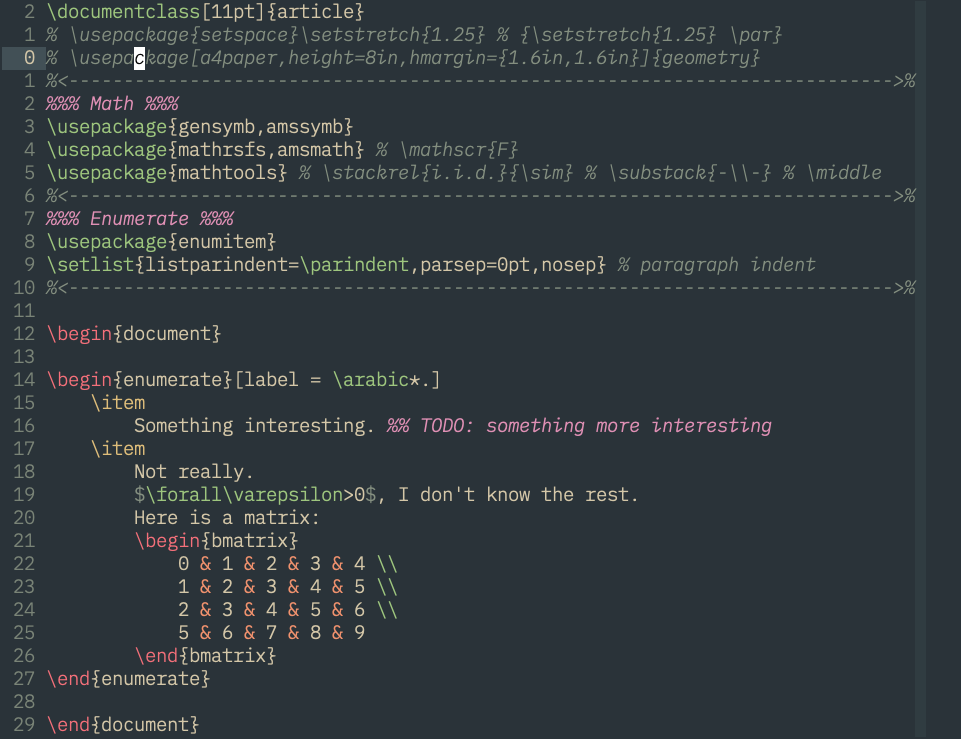 2 \documentclass[11pt]{article}
1 % \usepackage{setspace}\setstretch{1.25} % {\setstretch{1.25} \par}
0 % \usepackage[a4paper,height=8in,hmargin={1.6in,1.6in}]{geometry}
1 %<--------------------------------------------------------------------------->%
2 %%% Math %%%
3 \usepackage{gensymb,amssymb}
4 \usepackage{mathrsfs,amsmath} % \mathscr{F}
5 \usepackage{mathtools} % \stackrel{i.i.d.}{\sim} % \substack{-\\-} % \middle
6 %<--------------------------------------------------------------------------->%
7 %%% Enumerate %%%
8 \usepackage{enumitem}
9 \setlist{listparindent=\parindent,parsep=0pt,nosep} % paragraph indent
10 %<--------------------------------------------------------------------------->%
11
12 \begin{document}
13
14 \begin{enumerate}[label = \arabic*.]
15     \item
16         Something interesting. %% TODO: something more interesting
17     \item
18         Not really.
19         $\forall\varepsilon>0$, I don't know the rest.
20         Here is a matrix:
21         \begin{bmatrix}
22             0 & 1 & 2 & 3 & 4 \\
23             1 & 2 & 3 & 4 & 5 \\
24             2 & 3 & 4 & 5 & 6 \\
25             5 & 6 & 7 & 8 & 9
26         \end{bmatrix}
27 \end{enumerate}
28
29 \end{document}